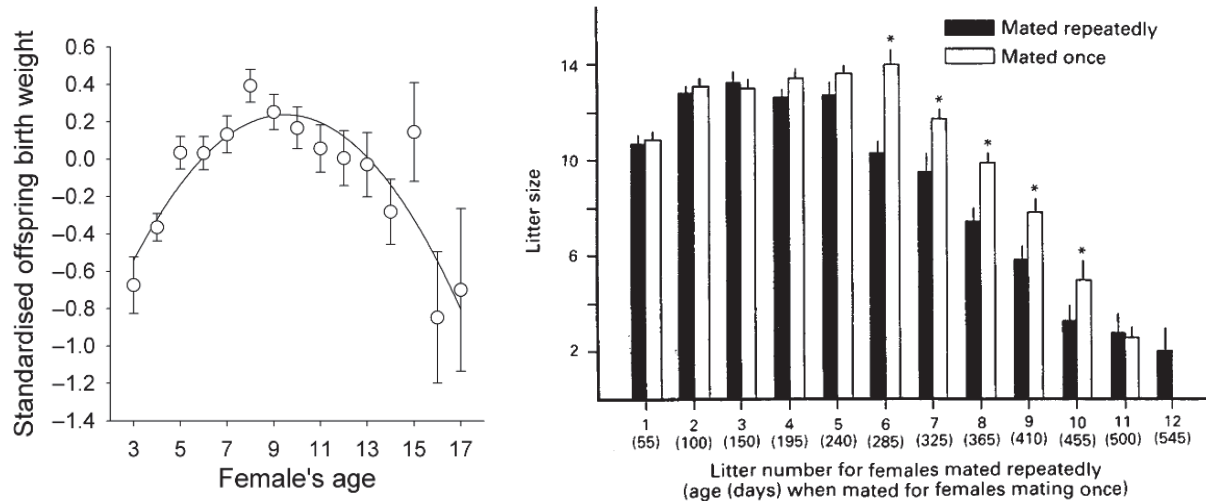 Standardised offspring birth weight
0.6
0.4
0.2
0.0
−0.2
−0.4
−0.6
−0.8
−1.0
−1.2
−1.4
3 5 7 9 11 13 15 17
Female's age
Mated repeatedly
Mated once
Litter size
14
10
6
2
* * * * *
1 2 3 4 5 6 7 8 9 10 11 12
(55) (100) (150) (195) (240) (285) (325) (365) (410) (455) (500) (545)
Litter number for females mated repeatedly
(age (days) when mated for females mating once)